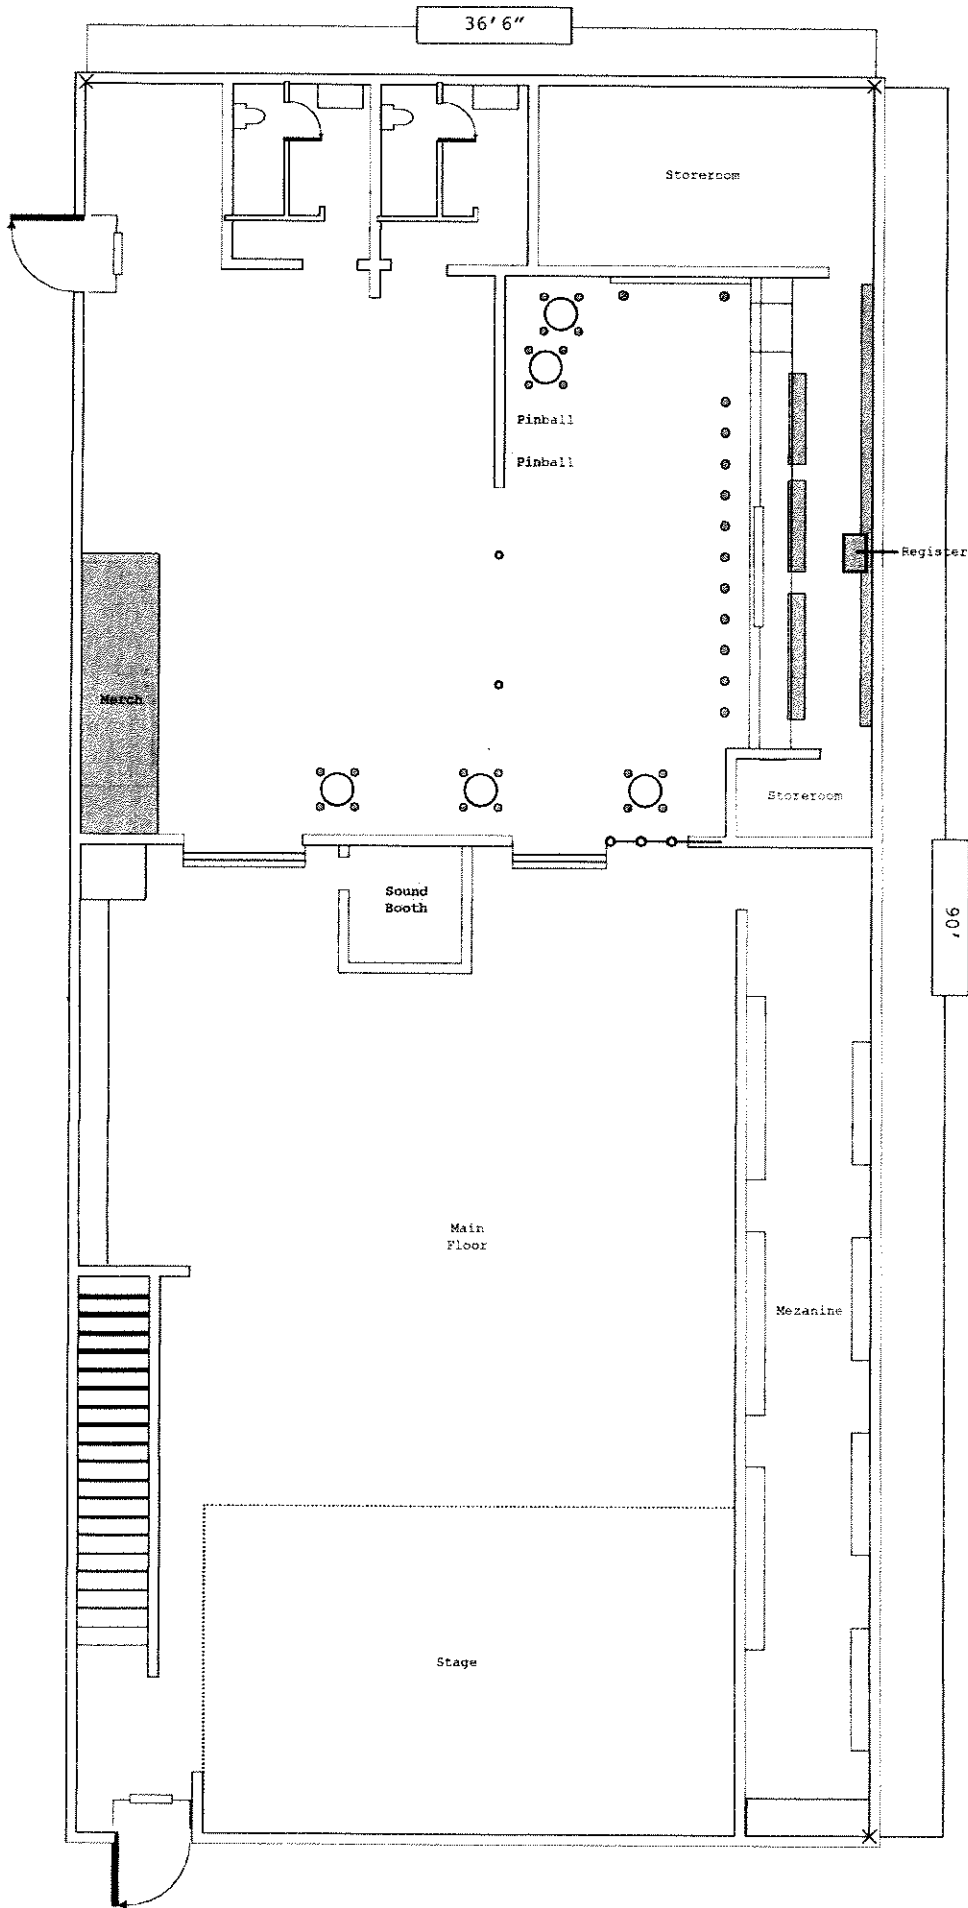 36'6"
Storeroom
Pinball
Pinball
Register
Merch
Storeroom
Sound
Booth
90'
Main
Floor
Mezanine
Stage